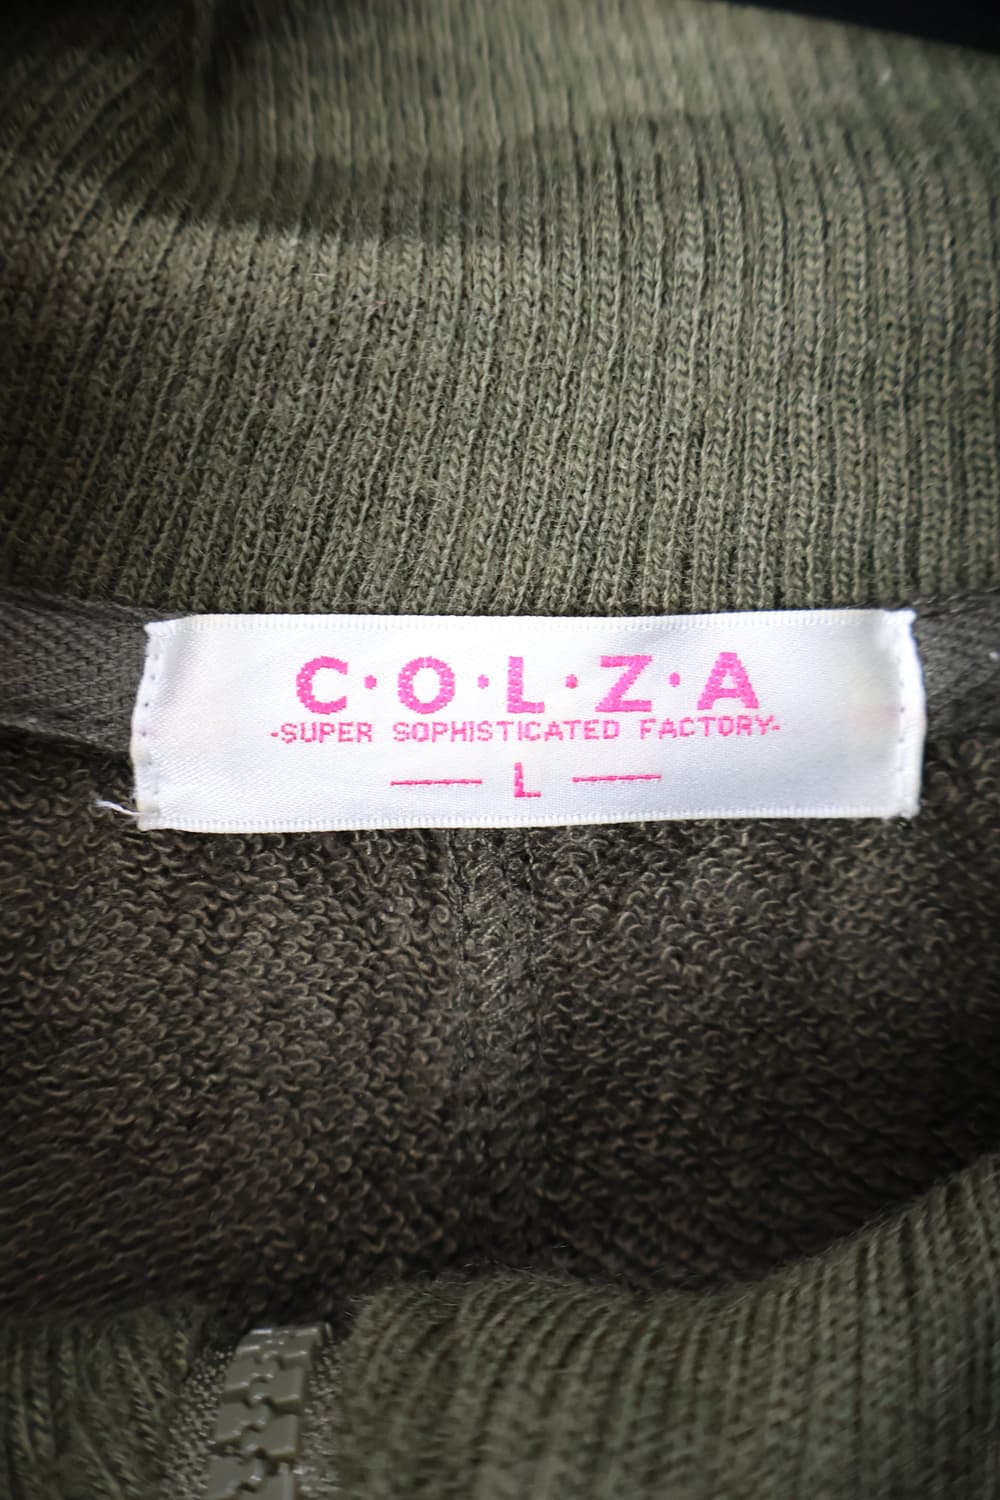 C·O·L·Z·A
-SUPER SOPHISTICATED FACTORY-
— L —